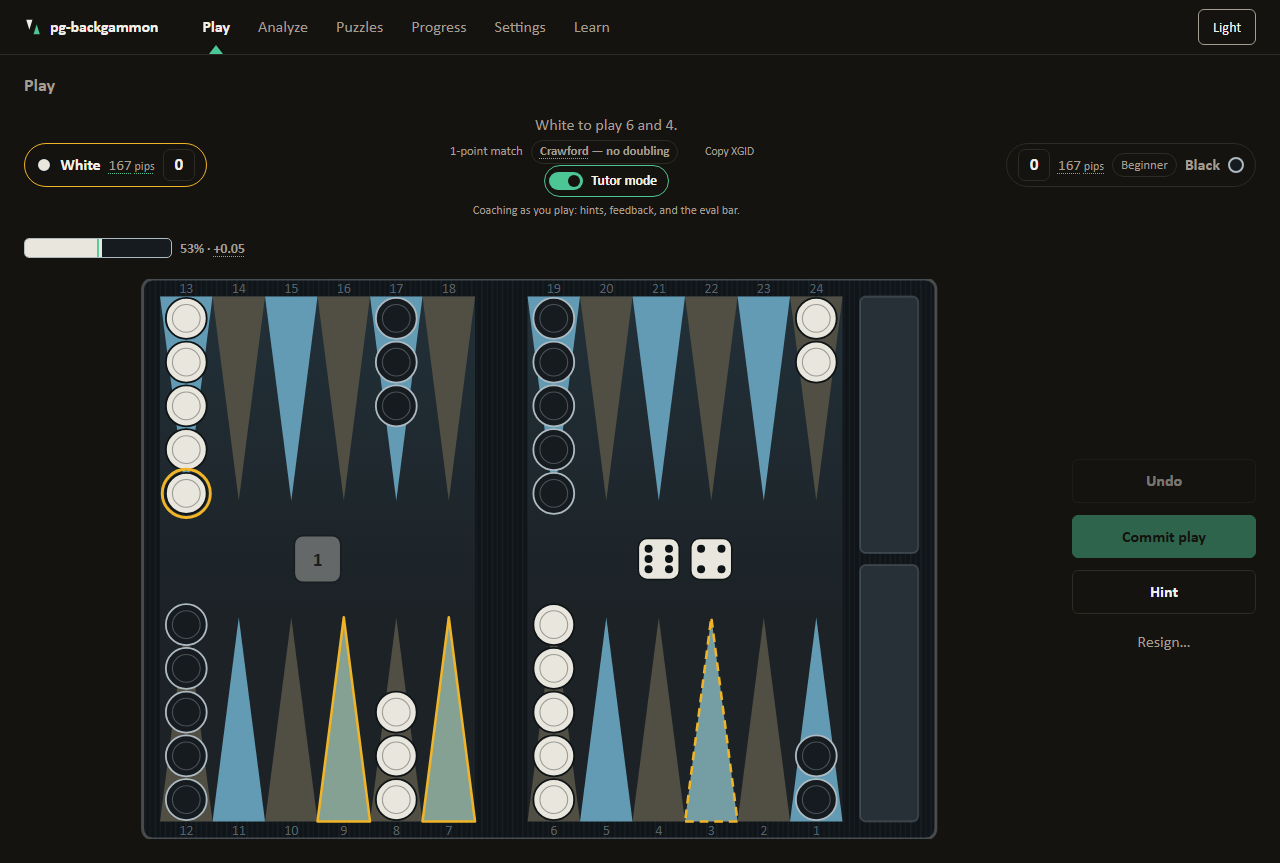 pg-backgammon Play Analyze Puzzles Progress Settings Learn Light
Play
White to play 6 and 4.
White 167 pips 0
1-point match Crawford — no doubling Copy XGID
0 167 pips Beginner Black
Tutor mode
Coaching as you play: hints, feedback, and the eval bar.
53% · +0.05
13 14 15 16 17 18 19 20 21 22 23 24
1
Undo
Commit play
Hint
Resign...
12 11 10 9 8 7 6 5 4 3 2 1